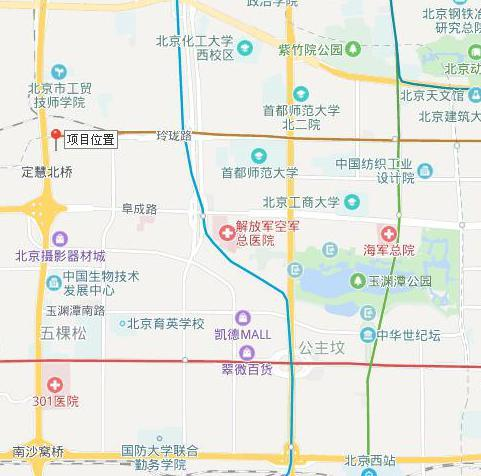 政治学院
北京钢铁冶
研究总院
北京化工大学
西校区
紫竹院公园
北京动
北京市工贸
技师学院
首都师范大学
北二院
北京天文馆
北京建筑大
项目位置
玲珑路
定慧北桥
首都师范大学
中国纺织工业
设计院
阜成路
北京工商大学
解放军空军
总医院
海军总院
北京摄影器材城
中国生物技术
发展中心
玉渊潭公园
玉渊潭南路
五棵松
北京育英学校
凯德MALL
中华世纪坛
公主坟
翠微百货
301医院
南沙窝桥
国防大学联合
勤务学院
北京西站